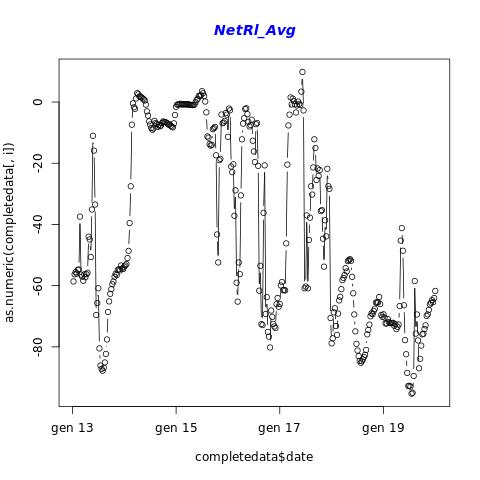 NetRl_Avg
as.numeric(completedata[, i])
0
-20
-40
-60
-80
gen 13
gen 15
gen 17
gen 19
completedata$date